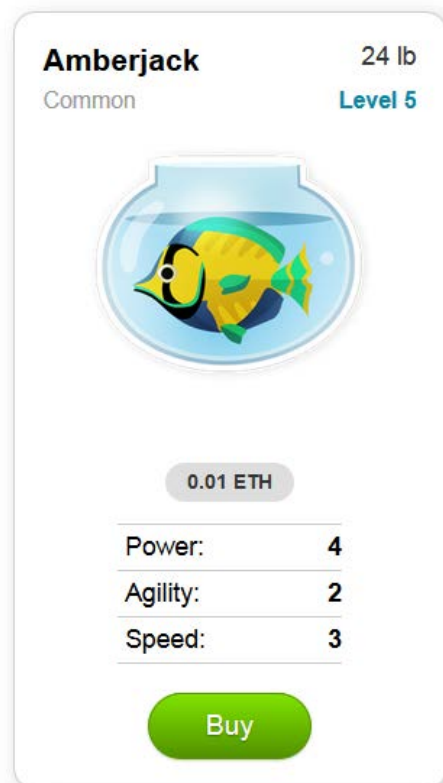 Amberjack 24 lb
Common Level 5
0.01 ETH
Power: 4
Agility: 2
Speed: 3
Buy